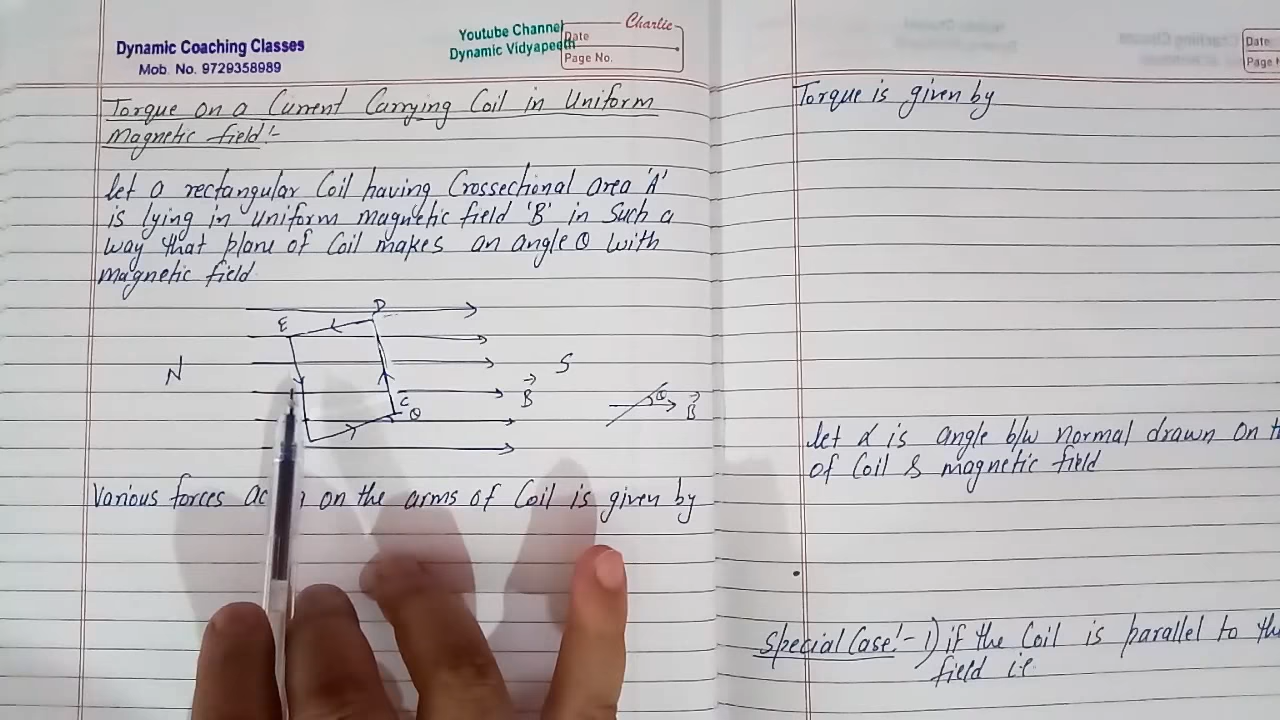 Dynamic Coaching Classes
Mob. No. 9729358989
Youtube Channel
Dynamic Vidyapeeth
Charlie
Date
Page No.
Torque on a Current Carrying Coil in Uniform
Magnetic field:-
let a rectangular Coil having Crossectional area 'A'
is lying in uniform magnetic field 'B' in Such a
way that plane of Coil makes an angle θ with
magnetic field.
E
D
N
S
C
θ
B
θ
B
Various forces ac on the arms of Coil is given by
Date
Page
Torque is given by
let α is angle b/w normal drawn on
of Coil & magnetic field
Special Case:- 1) if the Coil is parallel to the
field i.e.